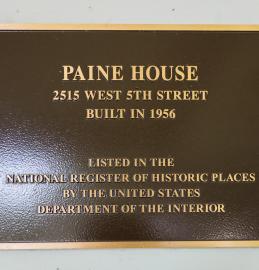 PAINE HOUSE
2515 WEST 5TH STREET
BUILT IN 1956
LISTED IN THE
NATIONAL REGISTER OF HISTORIC PLACES
BY THE UNITED STATES
DEPARTMENT OF THE INTERIOR